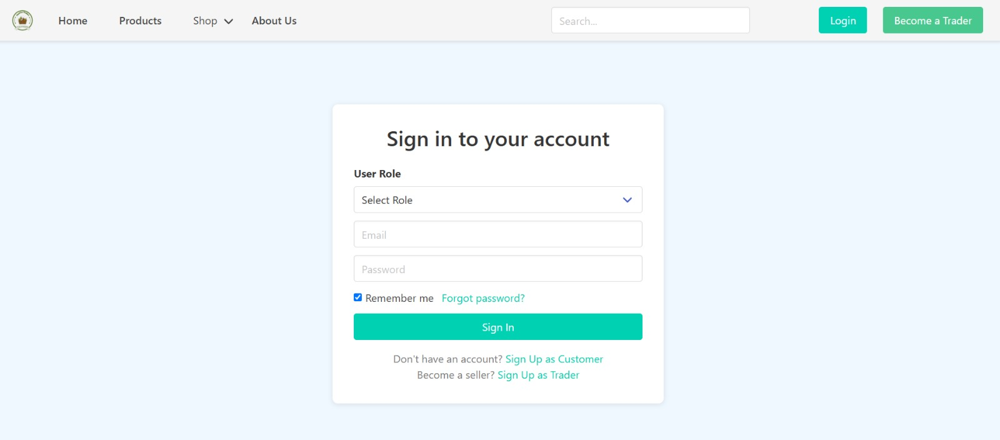 Home Products Shop About Us Search... Login Become a Trader
Sign in to your account
User Role
Select Role
Email
Password
Remember me Forgot password?
Sign In
Don't have an account? Sign Up as Customer
Become a seller? Sign Up as Trader